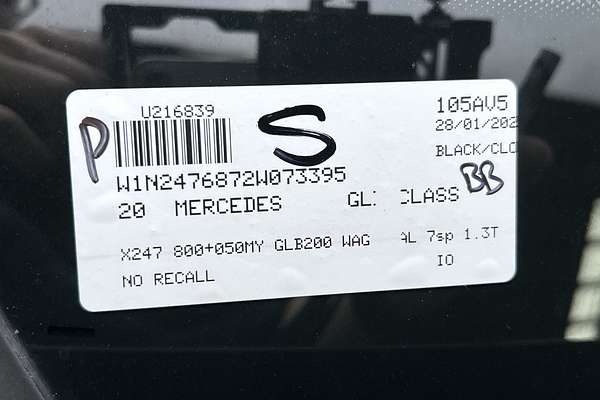 U216839
105AV5
P
S
28/01/202
BLACK/CLO
W1N2476872W073395
BB
20 MERCEDES CLASS
X247 800+050MY GLB200 WAG 7sp 1.3T
NO RECALL
IO